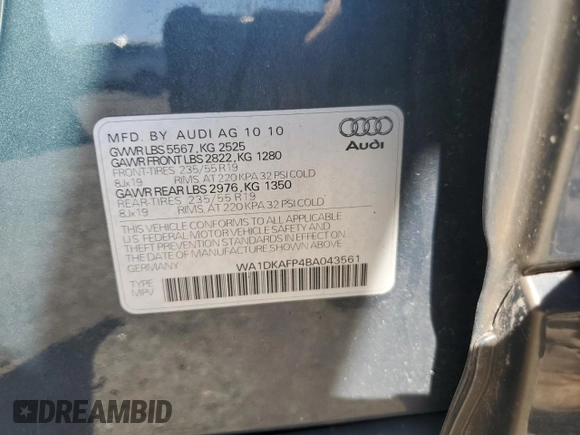 MFD. BY AUDI AG 10 10
GVWR LBS 5567, KG 2525
GAWR FRONT LBS 2822, KG 1280
FRONT-TIRES 235/55 R19
8Jx19 RIMS, AT 220 KPA 32 PSI COLD
GAWR REAR LBS 2976, KG 1350
REAR-TIRES 235/55 R19
8Jx19 RIMS, AT 220 KPA 32 PSI COLD
THIS VEHICLE CONFORMS TO ALL APPLICABLE
U.S FEDERAL MOTOR VEHICLE SAFETY AND
THEFT PREVENTION STANDARDS IN EFFECT ON
THE DATE OF MANUFACTURE SHOWN ABOVE.
GERMANY WA1DKAFP4BA043561
TYPE
MPV
Audi
DREAMBID